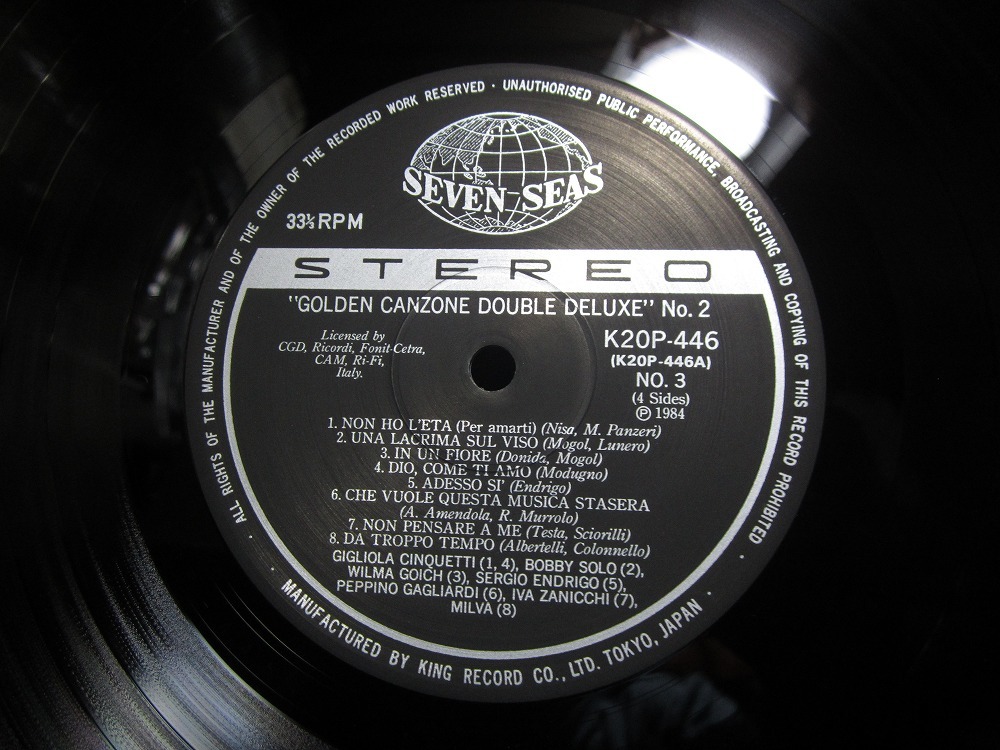 ALL RIGHTS OF THE MANUFACTURER AND OF THE OWNER OF THE RECORDED WORK RESERVED · UNAUTHORISED PUBLIC PERFORMANCE, BROADCASTING AND COPYING OF THIS RECORD PROHIBITED ·
SEVEN SEAS
33⅓ RPM
STEREO
"GOLDEN CANZONE DOUBLE DELUXE" No. 2
Licensed by
CGD, Ricordi, Fonit-Cetra,
CAM, Ri-Fi,
Italy.
K20P-446
(K20P-446A)
NO. 3
(4 Sides)
Ⓟ 1984
1. NON HO L'ETA (Per amarti) (Nisa, M. Panzeri)
2. UNA LACRIMA SUL VISO (Mogol, Lunero)
3. IN UN FIORE (Donida, Mogol)
4. DIO, COME TI AMO (Modugno)
5. ADESSO SI' (Endrigo)
6. CHE VUOLE QUESTA MUSICA STASERA
(A. Amendola, R. Murrolo)
7. NON PENSARE A ME (Testa, Sciorilli)
8. DA TROPPO TEMPO (Albertelli, Colonnello)
GIGLIOLA CINQUETTI (1, 4), BOBBY SOLO (2),
WILMA GOICH (3), SERGIO ENDRIGO (5),
PEPPINO GAGLIARDI (6), IVA ZANICCHI (7),
MILVA (8)
MANUFACTURED BY KING RECORD CO., LTD. TOKYO, JAPAN ·